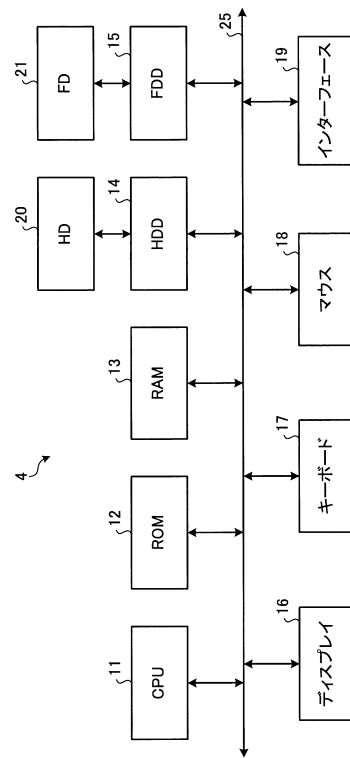 4
20
HD
21
FD
11
CPU
12
ROM
13
RAM
14
HDD
15
FDD
25
16
ディスプレイ
17
キーボード
18
マウス
19
インターフェース